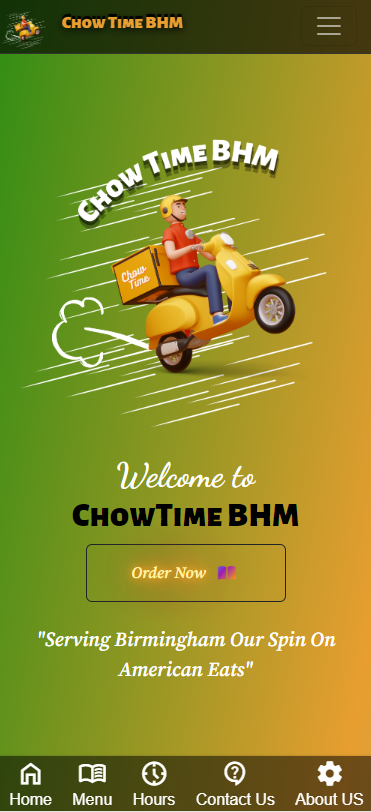 Chow Time BHM
Chow Time BHM
Chow
Time
Welcome to
ChowTime BHM
Order Now
"Serving Birmingham Our Spin On
American Eats"
Home Menu Hours Contact Us About US